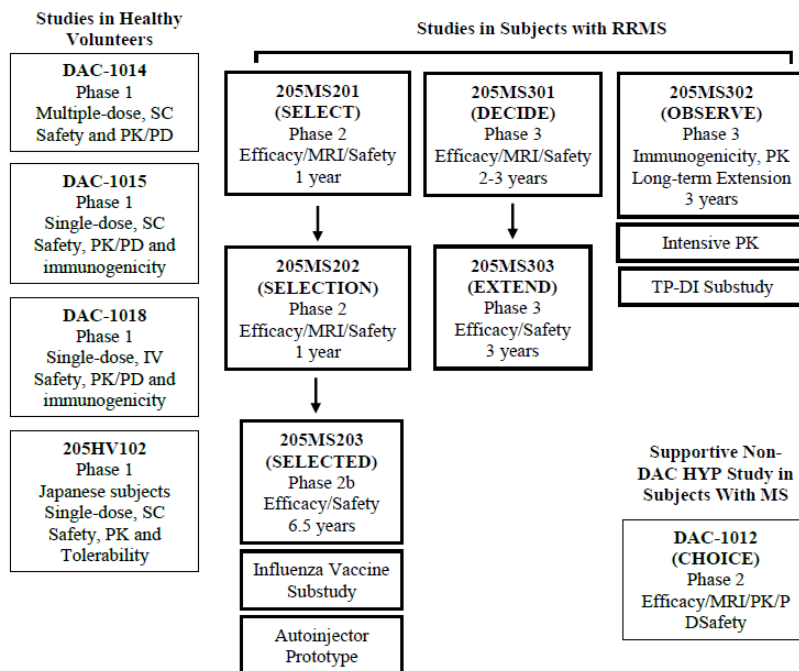 Studies in Healthy
Volunteers
DAC-1014
Phase 1
Multiple-dose, SC
Safety and PK/PD
DAC-1015
Phase 1
Single-dose, SC
Safety, PK/PD and
immunogenicity
DAC-1018
Phase 1
Single-dose, IV
Safety, PK/PD and
immunogenicity
205HV102
Phase 1
Japanese subjects
Single-dose, SC
Safety, PK and
Tolerability
Studies in Subjects with RRMS
205MS201
(SELECT)
Phase 2
Efficacy/MRI/Safety
1 year
205MS202
(SELECTION)
Phase 2
Efficacy/MRI/Safety
1 year
205MS203
(SELECTED)
Phase 2b
Efficacy/Safety
6.5 years
Influenza Vaccine
Substudy
Autoinjector
Prototype
205MS301
(DECIDE)
Phase 3
Efficacy/MRI/Safety
2-3 years
205MS303
(EXTEND)
Phase 3
Efficacy/Safety
3 years
205MS302
(OBSERVE)
Phase 3
Immunogenicity, PK
Long-term Extension
3 years
Intensive PK
TP-DI Substudy
Supportive Non-
DAC HYP Study in
Subjects With MS
DAC-1012
(CHOICE)
Phase 2
Efficacy/MRI/PK/P
DSafety